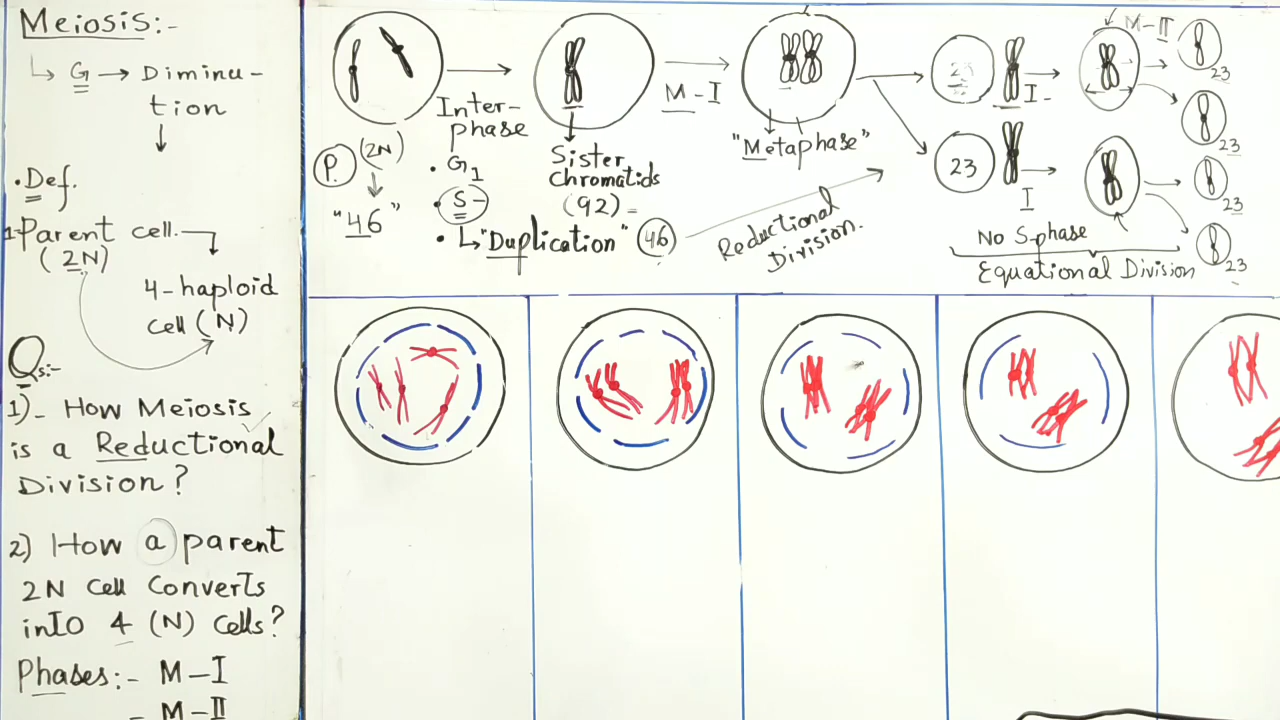 Meiosis:-
↳ G → Diminu-
tion
↓
• Def.
1- Parent cell.
(2N)
4-haploid
cell (N)
Qs:-
1)- How Meiosis
is a Reductional
Division?
2) How a parent
2N cell converts
into 4 (N) cells?
Phases:- M-I
- M-II
P. (2N)
"46"
Inter-
phase
• G1
• S-
• ↳ "Duplication" 46
Sister
Chromatids
(92) =
M-I
"Metaphase"
Reductional
Division.
23
I-
23
I
M-II
23
23
23
23
No S-phase
Equational Division